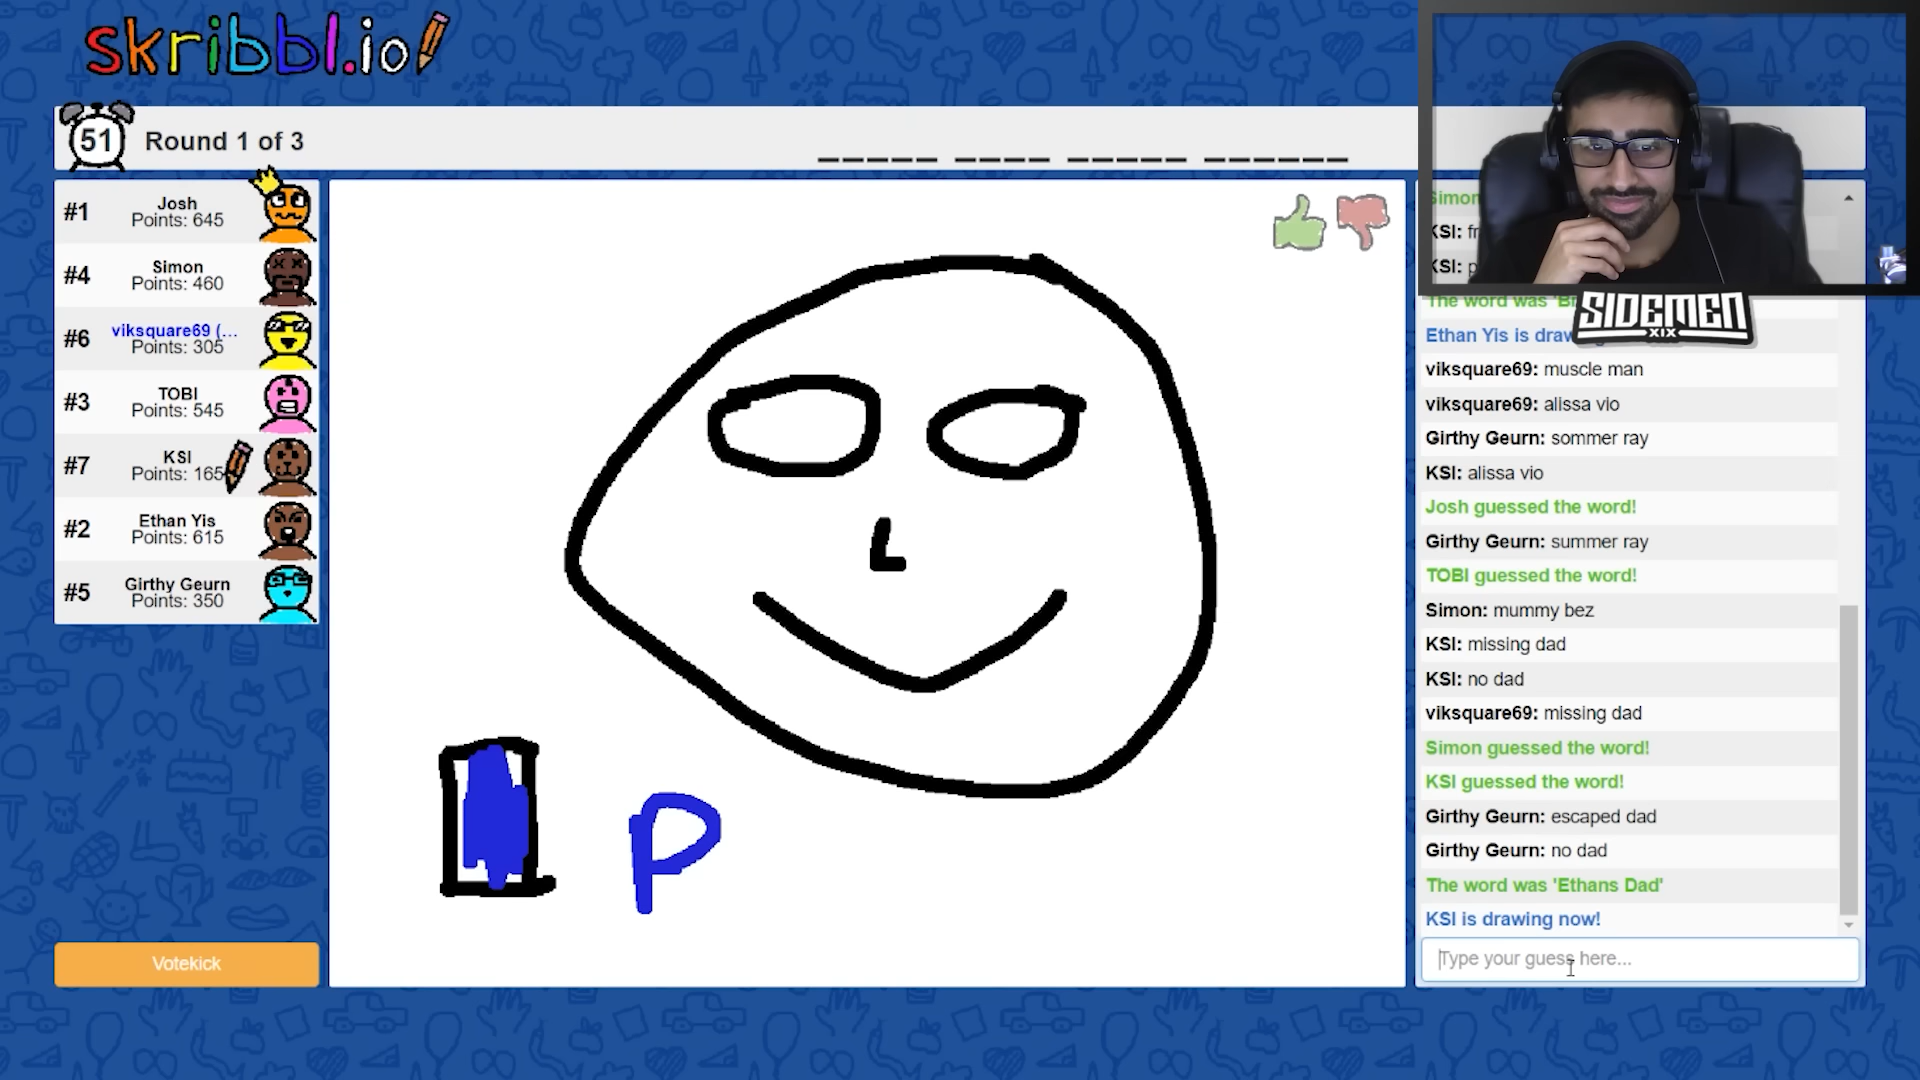 skribbl.io
51
Round 1 of 3
#1 Josh
Points: 645
#4 Simon
Points: 460
#6 viksquare69 (...
Points: 305
#3 TOBI
Points: 545
#7 KSI
Points: 165
#2 Ethan Yis
Points: 615
#5 Girthy Geurn
Points: 350
Votekick
L
P
SIDEMEN
XIX
Simon
KSI:
KSI:
The word was
Ethan Yis is
viksquare69: muscle man
viksquare69: alissa vio
Girthy Geurn: sommer ray
KSI: alissa vio
Josh guessed the word!
Girthy Geurn: summer ray
TOBI guessed the word!
Simon: mummy bez
KSI: missing dad
KSI: no dad
viksquare69: missing dad
Simon guessed the word!
KSI guessed the word!
Girthy Geurn: escaped dad
Girthy Geurn: no dad
The word was 'Ethans Dad'
KSI is drawing now!
Type your guess here...